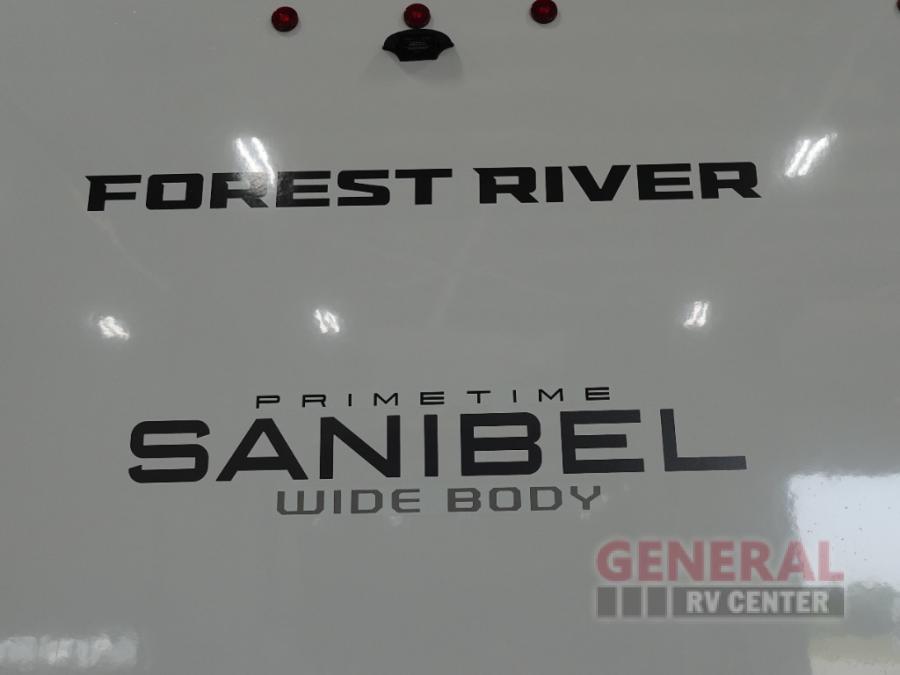 FOREST RIVER
PRIMETIME
SANIBEL
WIDE BODY
GENERAL
RV CENTER